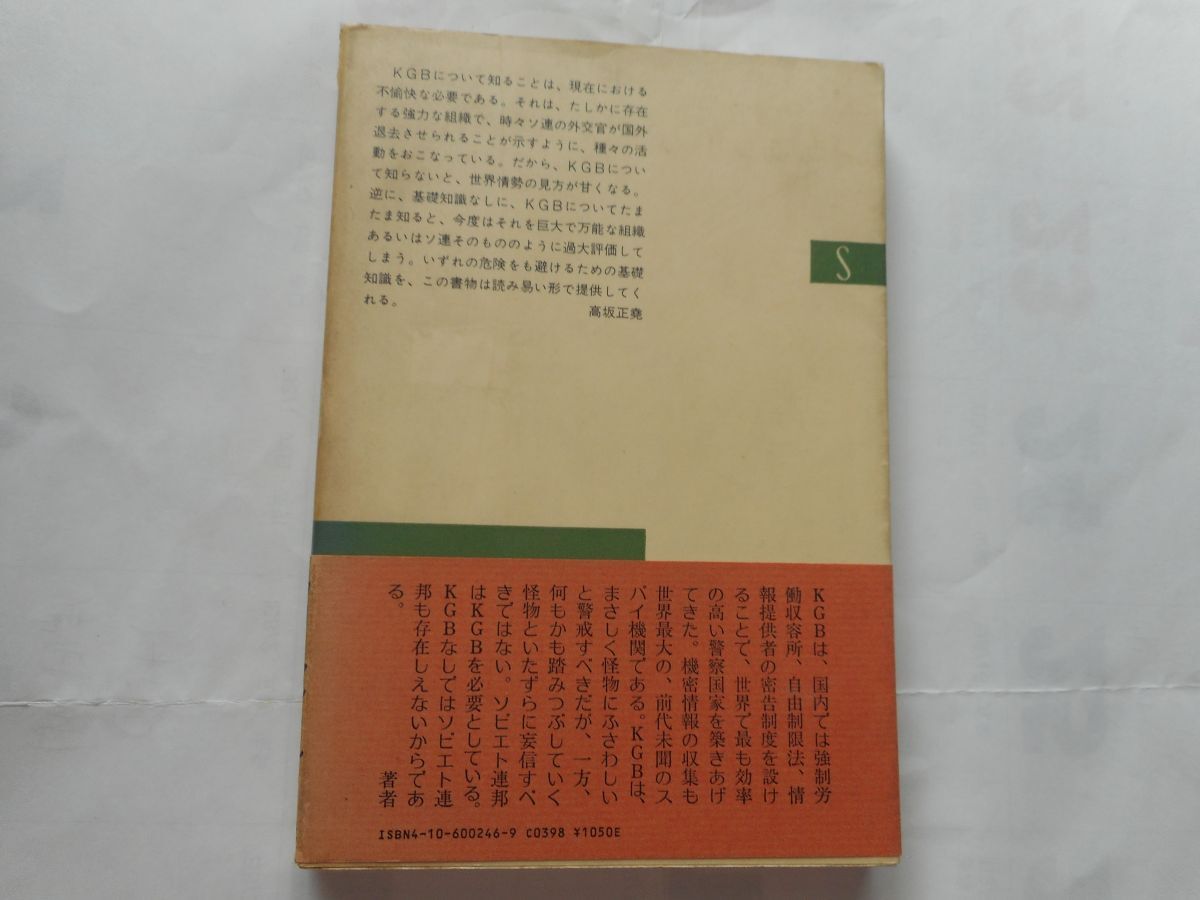 KGBについて知ることは、現在における
不愉快な必要である。それは、たしかに存在
する強力な組織で、時々ソ連の外交官が国外
退去させられることが示すように、種々の活
動をおこなっている。だから、KGBについ
て知らないと、世界情勢の見方が甘くなる。
逆に、基礎知識なしに、KGBについてたま
たま知ると、今度はそれを巨大で万能な組織
あるいはソ連そのもののように過大評価して
しまう。いずれの危険をも避けるための基礎
知識を、この書物は読み易い形で提供してく
れる。
高坂正堯
S
KGBは、国内では強制労
働収容所、自由制限法、情
報提供者の密告制度を設け
ることで、世界で最も効率
の高い警察国家を築きあげ
てきた。機密情報の収集も
世界最大の、前代未聞のス
パイ機関である。KGBは、
まさしく怪物にふさわしい
と警戒すべきだが、一方、
何もかも踏みつぶしていく
怪物といたずらに妄信すべ
きではない。ソビエト連邦
はKGBを必要としている。
KGBなしではソビエト連
邦も存在しえないからであ
る。
著者
ISBN4-10-600246-9 C0398 ¥1050E